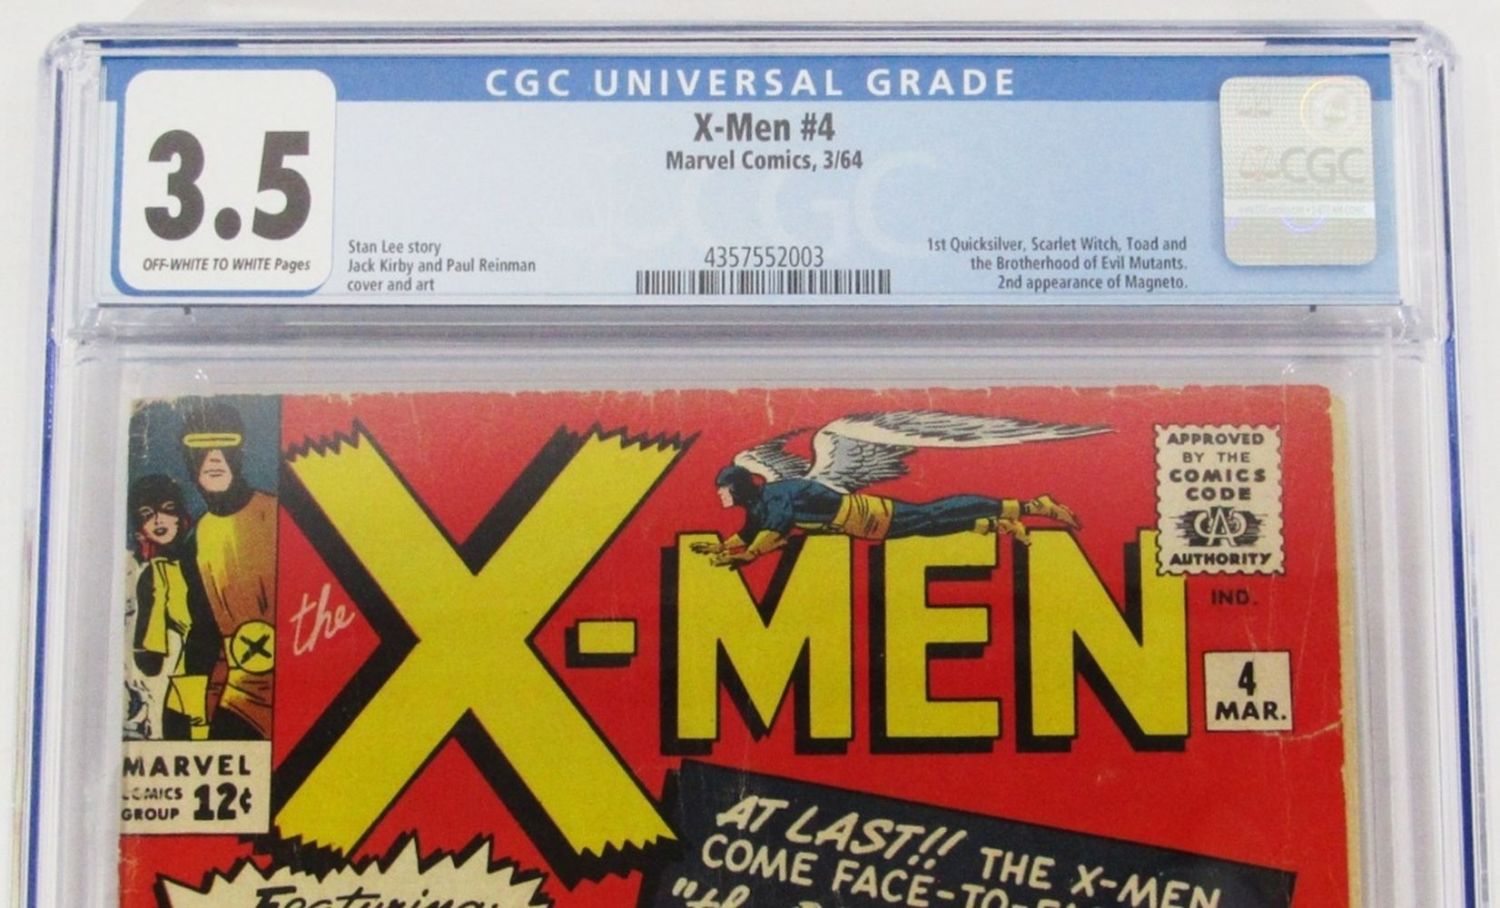 CGC UNIVERSAL GRADE
3.5
OFF-WHITE TO WHITE Pages
X-Men #4
Marvel Comics, 3/64
Stan Lee story
Jack Kirby and Paul Reinman
cover and art
4357552003
1st Quicksilver, Scarlet Witch, Toad and
the Brotherhood of Evil Mutants.
2nd appearance of Magneto.
CGC
the
X-MEN
APPROVED
BY THE
COMICS
CODE
A
AUTHORITY
IND.
4
MAR.
X
MARVEL
COMICS
GROUP
12¢
AT LAST!! THE X-MEN
COME FACE-TO-
Featuring